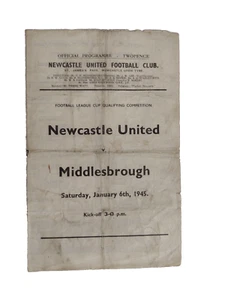 OFFICIAL PROGRAMME - TWOPENCE
NEWCASTLE UNITED FOOTBALL CLUB.
ST. JAMES'S PARK, NEWCASTLE UPON TYNE
FOOTBALL LEAGUE CUP QUALIFYING COMPETITION
Newcastle United
v.
Middlesbrough
Saturday, January 6th, 1945.
Kick-off 3-0 p.m.